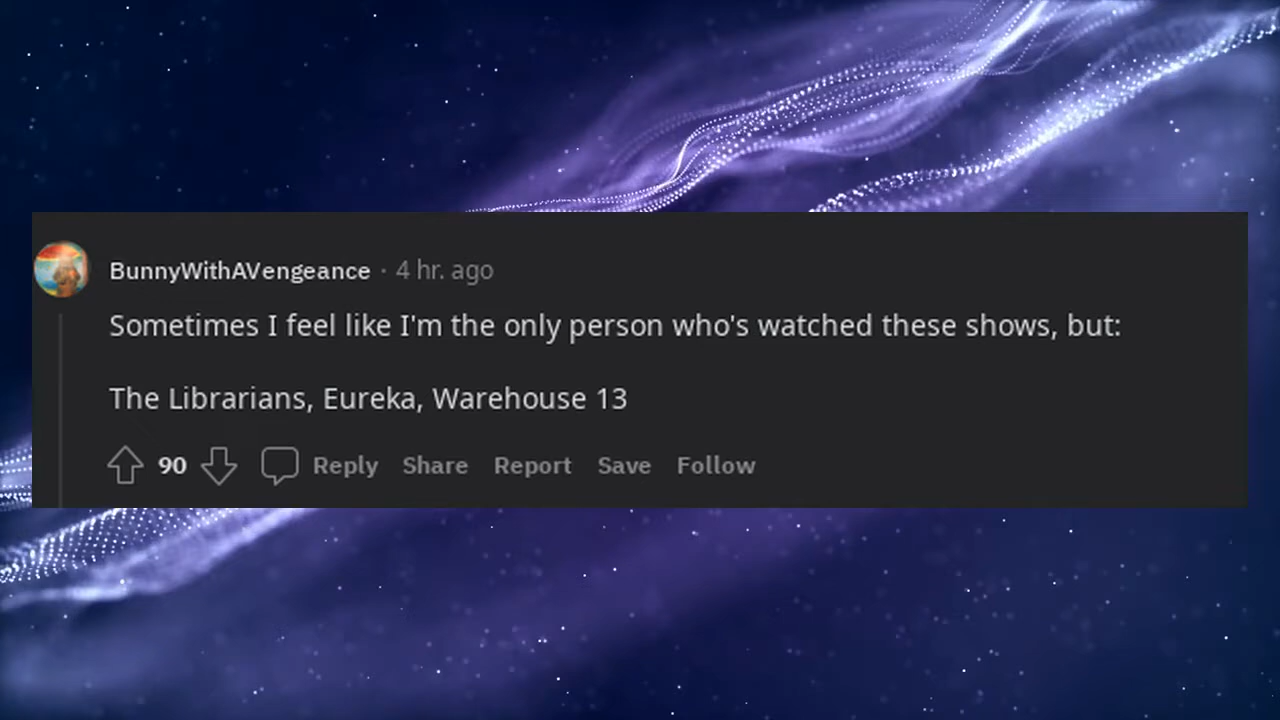 BunnyWithAVengeance · 4 hr. ago
Sometimes I feel like I'm the only person who's watched these shows, but:
The Librarians, Eureka, Warehouse 13
90 Reply Share Report Save Follow